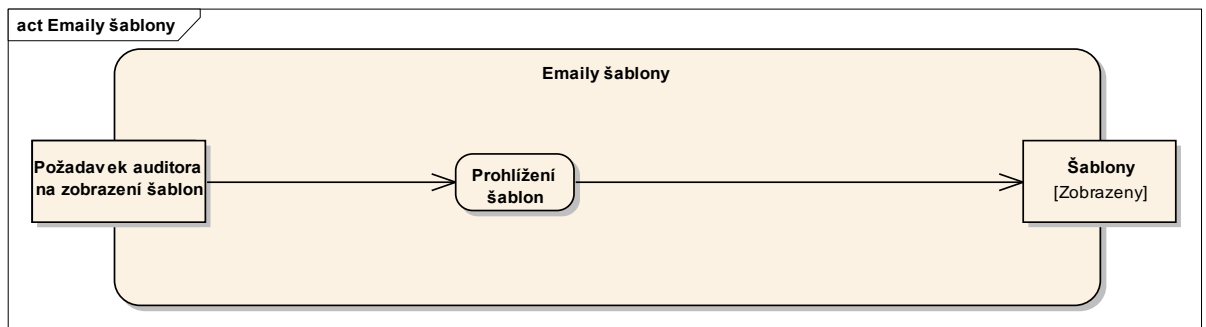 act Emaily šablony
Emaily šablony
Požadavek auditora
na zobrazení šablon
Prohlížení
šablon
Šablony
[Zobrazeny]